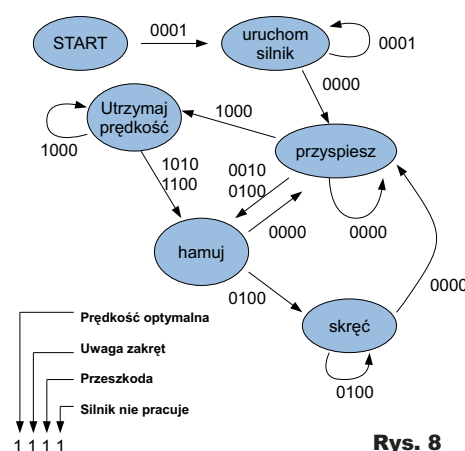 START
0001
uruchom
silnik
0001
0000
Utrzymaj
prędkość
1000
1000
przyspiesz
1010
1100
0010
0100
0000
0000
hamuj
0000
0100
skręć
0100
Prędkość optymalna
Uwaga zakręt
Przeszkoda
Silnik nie pracuje
1 1 1 1
Rys. 8